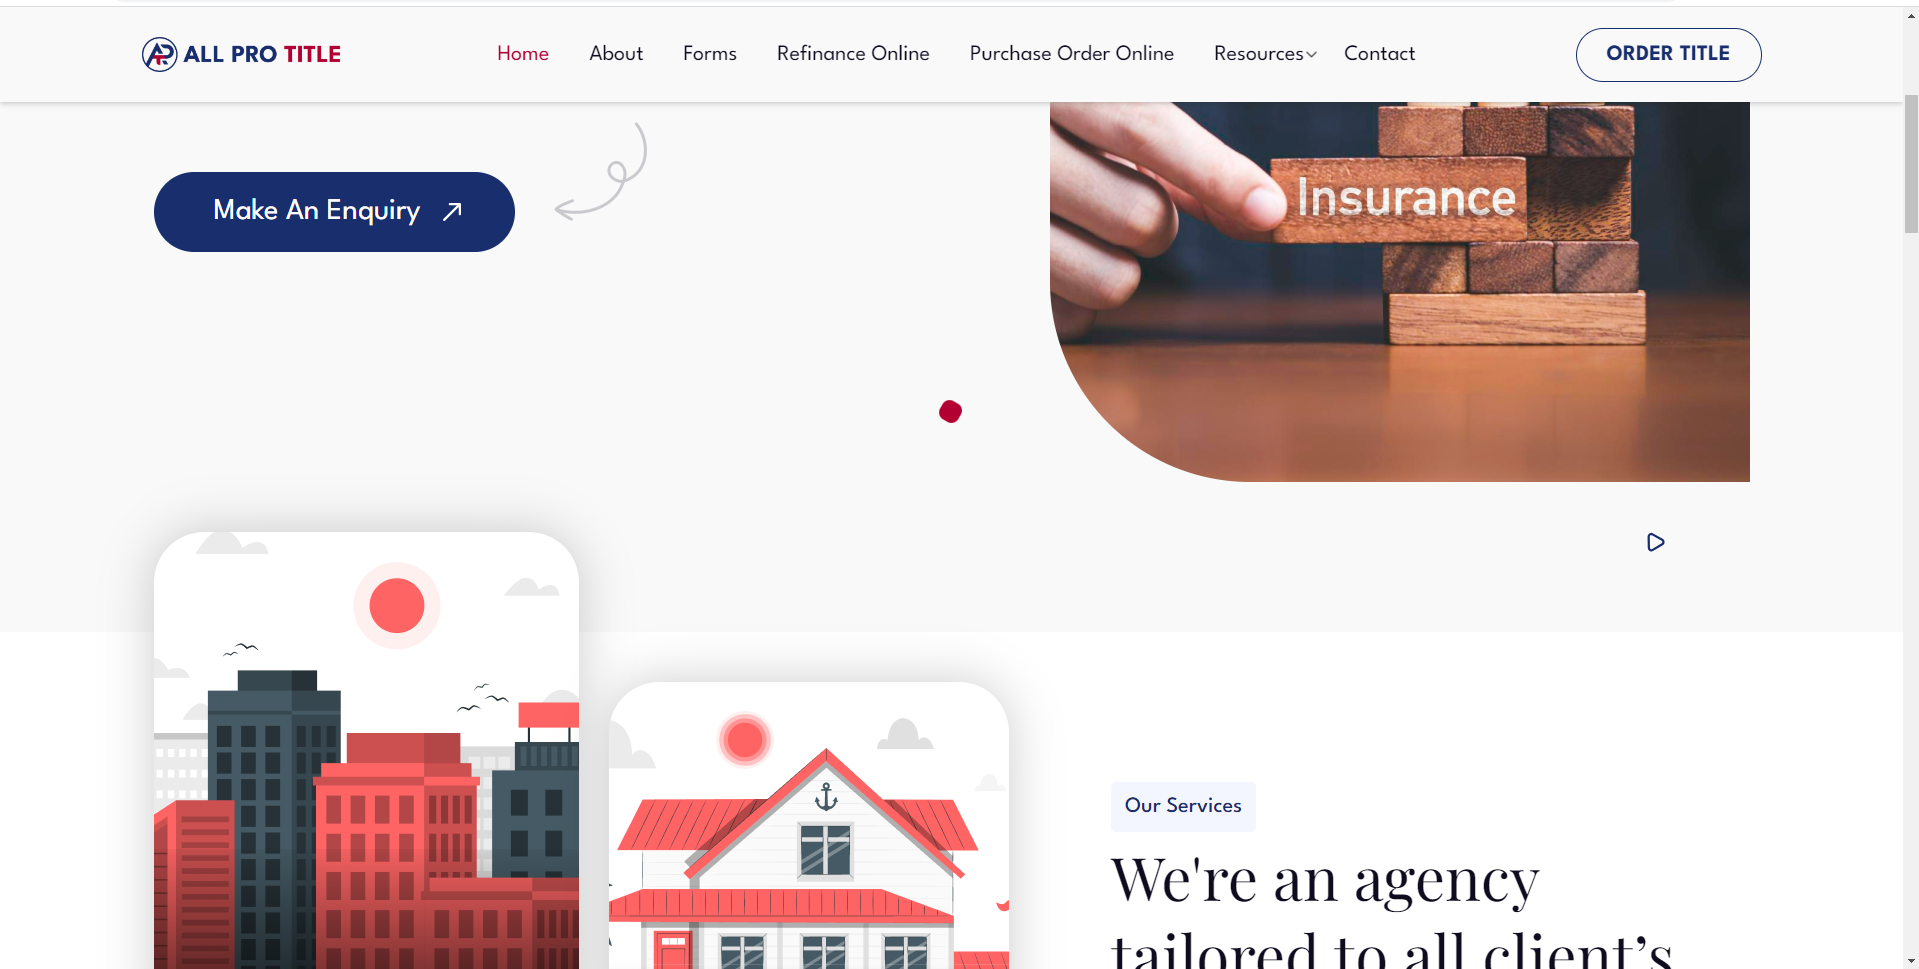 ALL PRO TITLE
Home
About
Forms
Refinance Online
Purchase Order Online
Resources
Contact
ORDER TITLE
Make An Enquiry
Insurance
Our Services
We're an agency
tailored to all client’s